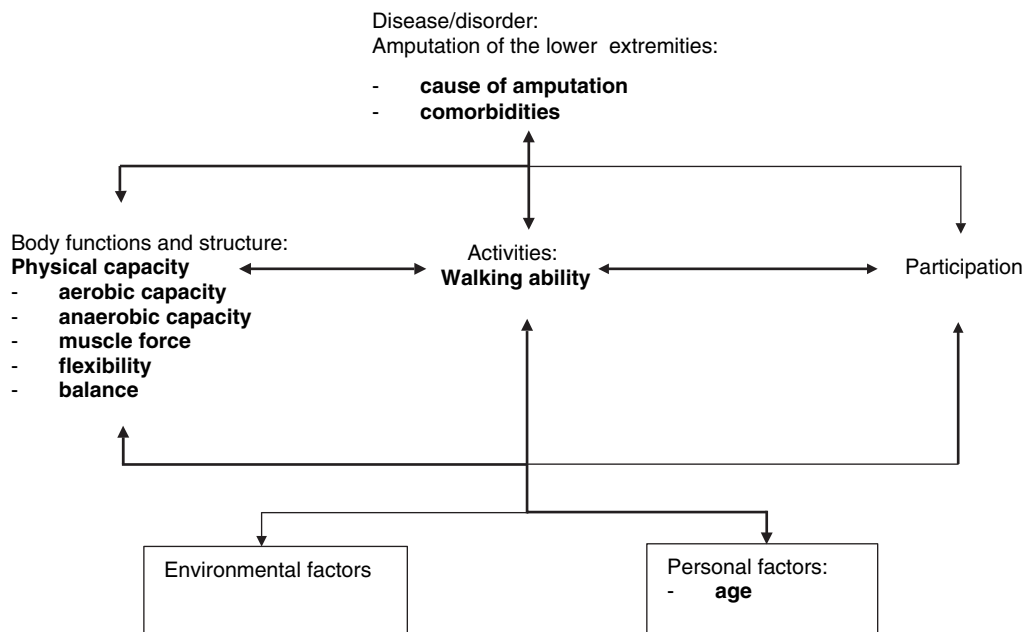 Disease/disorder:
Amputation of the lower extremities:
- cause of amputation
- comorbidities
Body functions and structure:
Physical capacity
- aerobic capacity
- anaerobic capacity
- muscle force
- flexibility
- balance
Activities:
Walking ability
Participation
Environmental factors
Personal factors:
- age